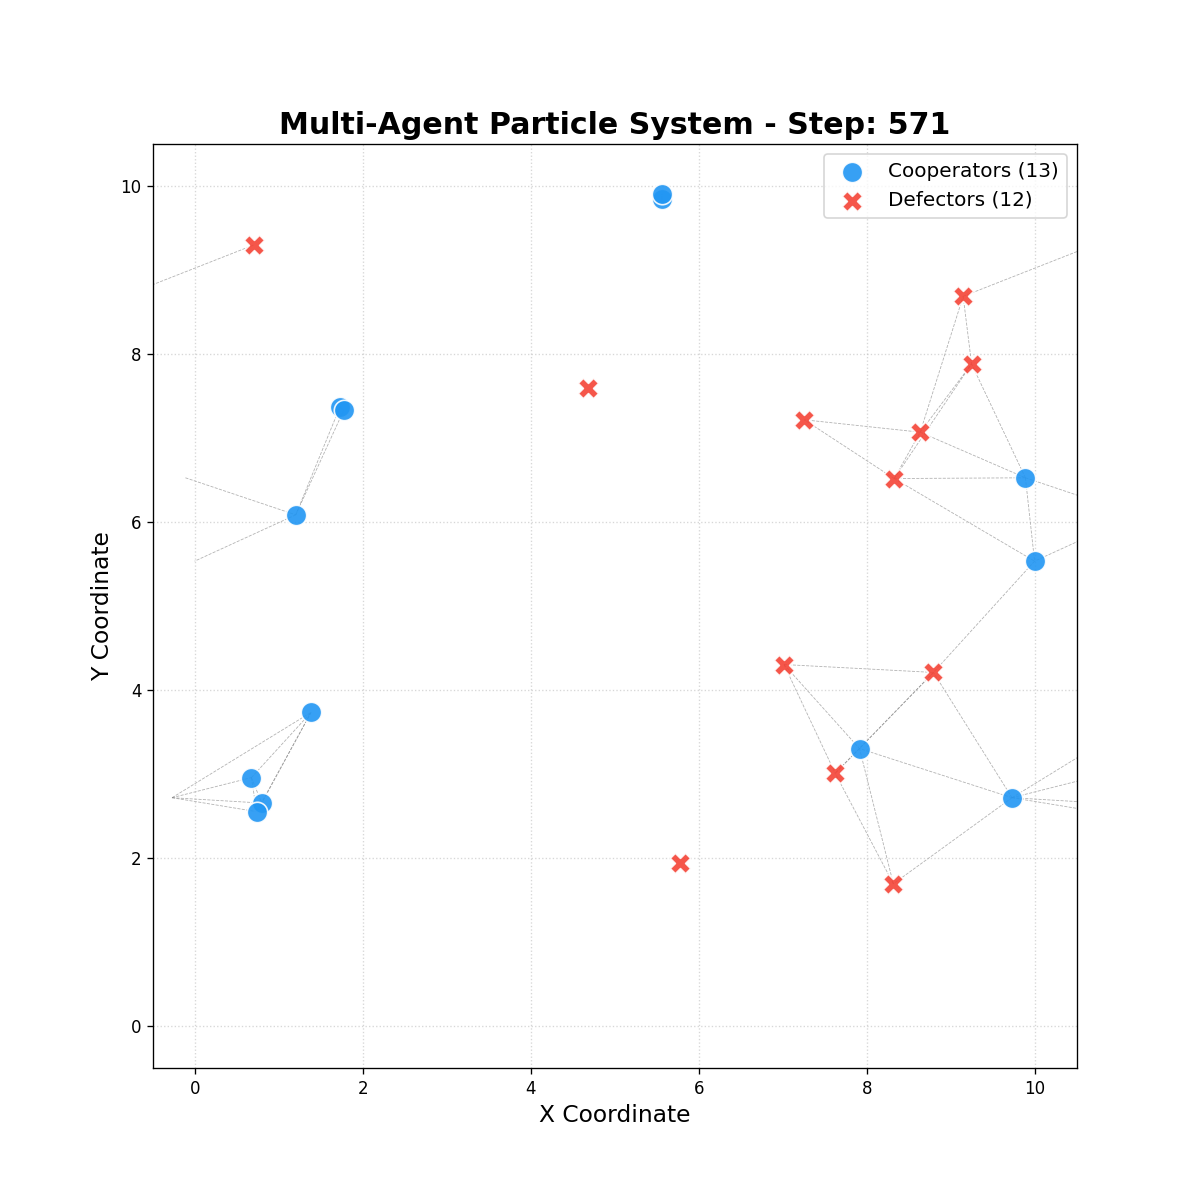 Multi-Agent Particle System - Step: 571
Cooperators (13)
Defectors (12)
10
8
6
4
2
0
Y Coordinate
0 2 4 6 8 10
X Coordinate